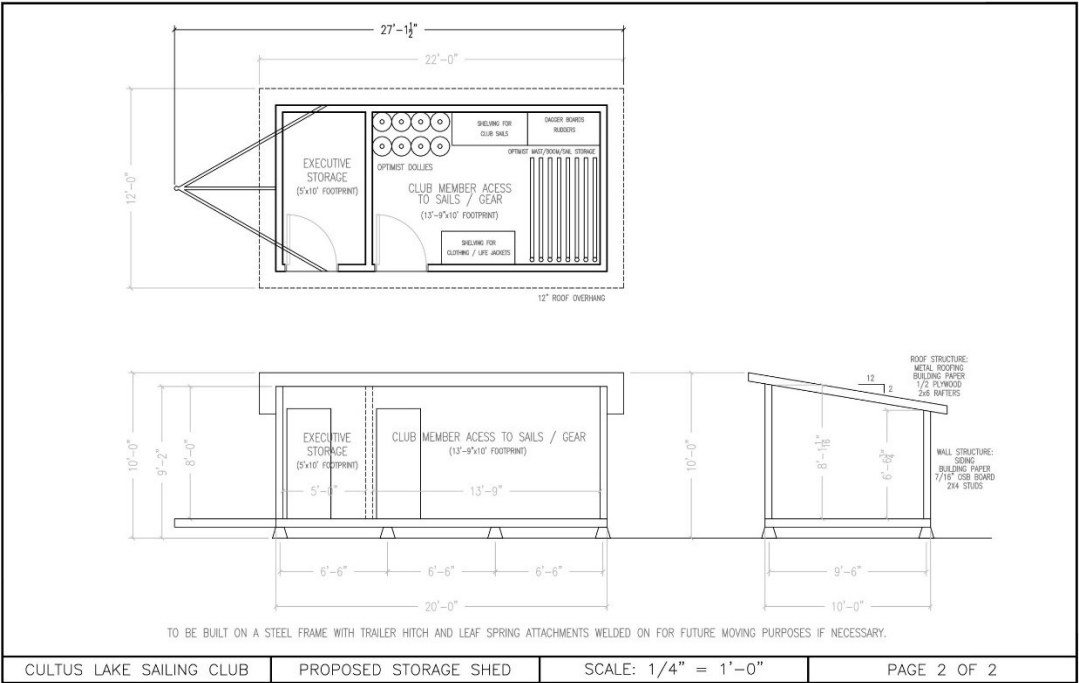 27'-1½"
22'-0"
12'-0"
EXECUTIVE
STORAGE
(5'x10' FOOTPRINT)
OPTIMIST DOLLIES
SHELVING FOR
CLUB SAILS
DAGGER BOARDS
RUDDERS
OPTIMIST MAST/BOOM/SAIL STORAGE
CLUB MEMBER ACESS
TO SAILS / GEAR
(13'-9"x10' FOOTPRINT)
SHELVING FOR
CLOTHING / LIFE JACKETS
12" ROOF OVERHANG
10'-0"
9'-2"
8'-0"
EXECUTIVE
STORAGE
(5'x10' FOOTPRINT)
CLUB MEMBER ACESS TO SAILS / GEAR
(13'-9"x10' FOOTPRINT)
5'-0"
13'-9"
6'-6"
6'-6"
6'-6"
20'-0"
10'-0"
12
2
ROOF STRUCTURE:
METAL ROOFING
BUILDING PAPER
1/2 PLYWOOD
2x6 RAFTERS
WALL STRUCTURE:
SIDING
BUILDING PAPER
7/16" OSB BOARD
2X4 STUDS
9'-6"
10'-0"
TO BE BUILT ON A STEEL FRAME WITH TRAILER HITCH AND LEAF SPRING ATTACHMENTS WELDED ON FOR FUTURE MOVING PURPOSES IF NECESSARY.
CULTUS LAKE SAILING CLUB
PROPOSED STORAGE SHED
SCALE: 1/4" = 1'-0"
PAGE 2 OF 2